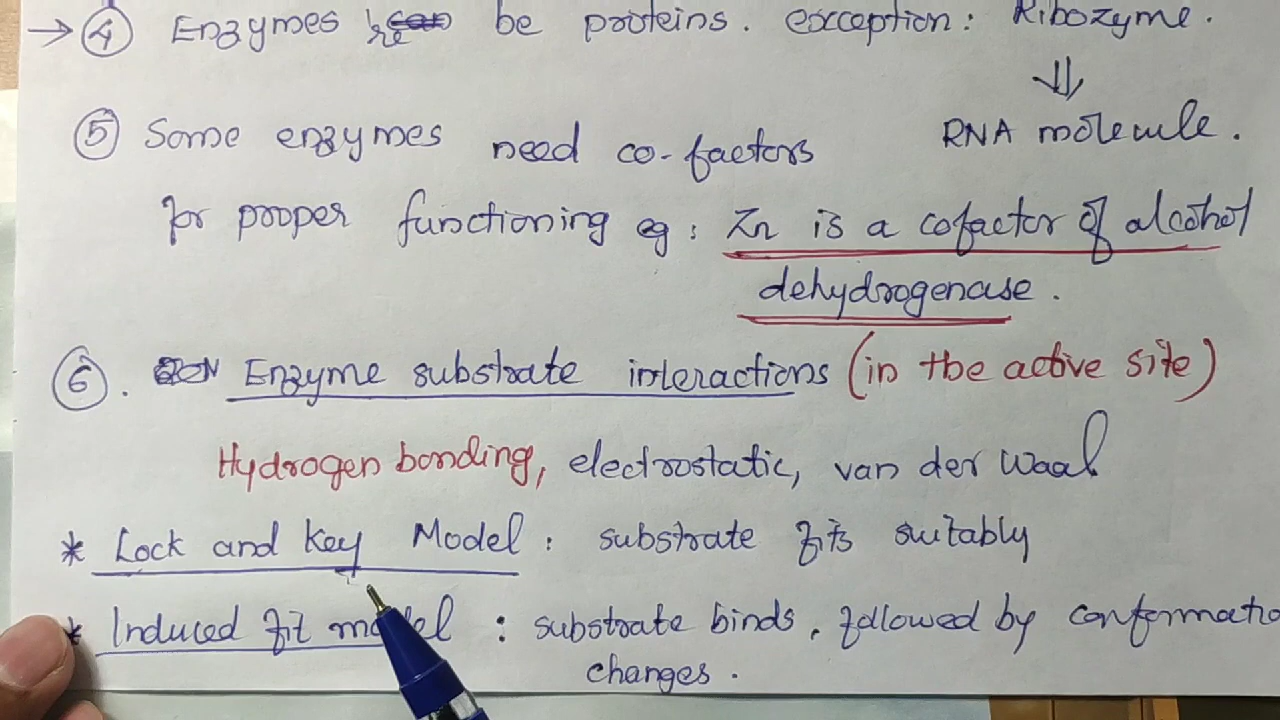 → ④ Enzymes be proteins. exception: Ribozyme.
⇓
⑤ Some enzymes need co-factors RNA molecule.
for proper functioning eg: Zn is a cofactor of alcohol
dehydrogenase.
⑥. Enzyme substrate interactions (in the active site)
Hydrogen bonding, electrostatic, van der Waal
* Lock and Key Model: substrate fits suitably
* Induced fit model: substrate binds, followed by conformatio
changes.